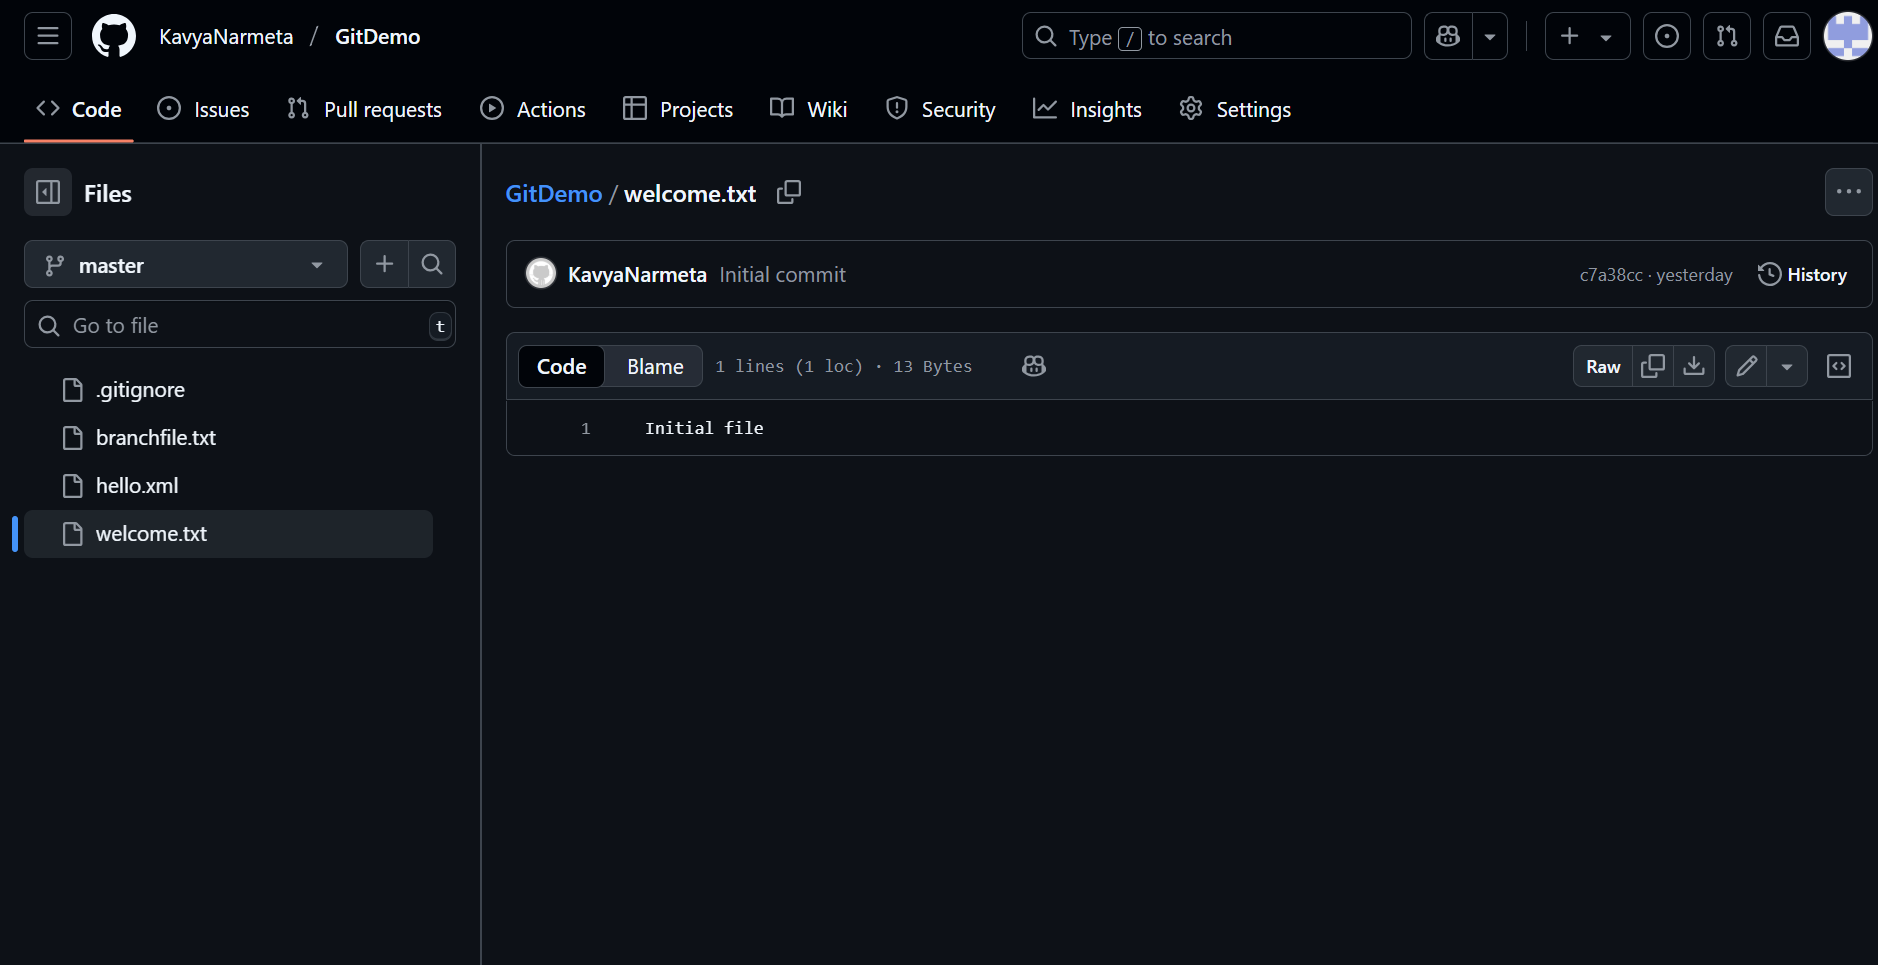 KavyaNarmeta / GitDemo
Type / to search
Code Issues Pull requests Actions Projects Wiki Security Insights Settings
Files
master
Go to file t
.gitignore
branchfile.txt
hello.xml
welcome.txt
GitDemo / welcome.txt
KavyaNarmeta Initial commit
c7a38cc · yesterday History
Code Blame 1 lines (1 loc) · 13 Bytes
Raw
1 Initial file